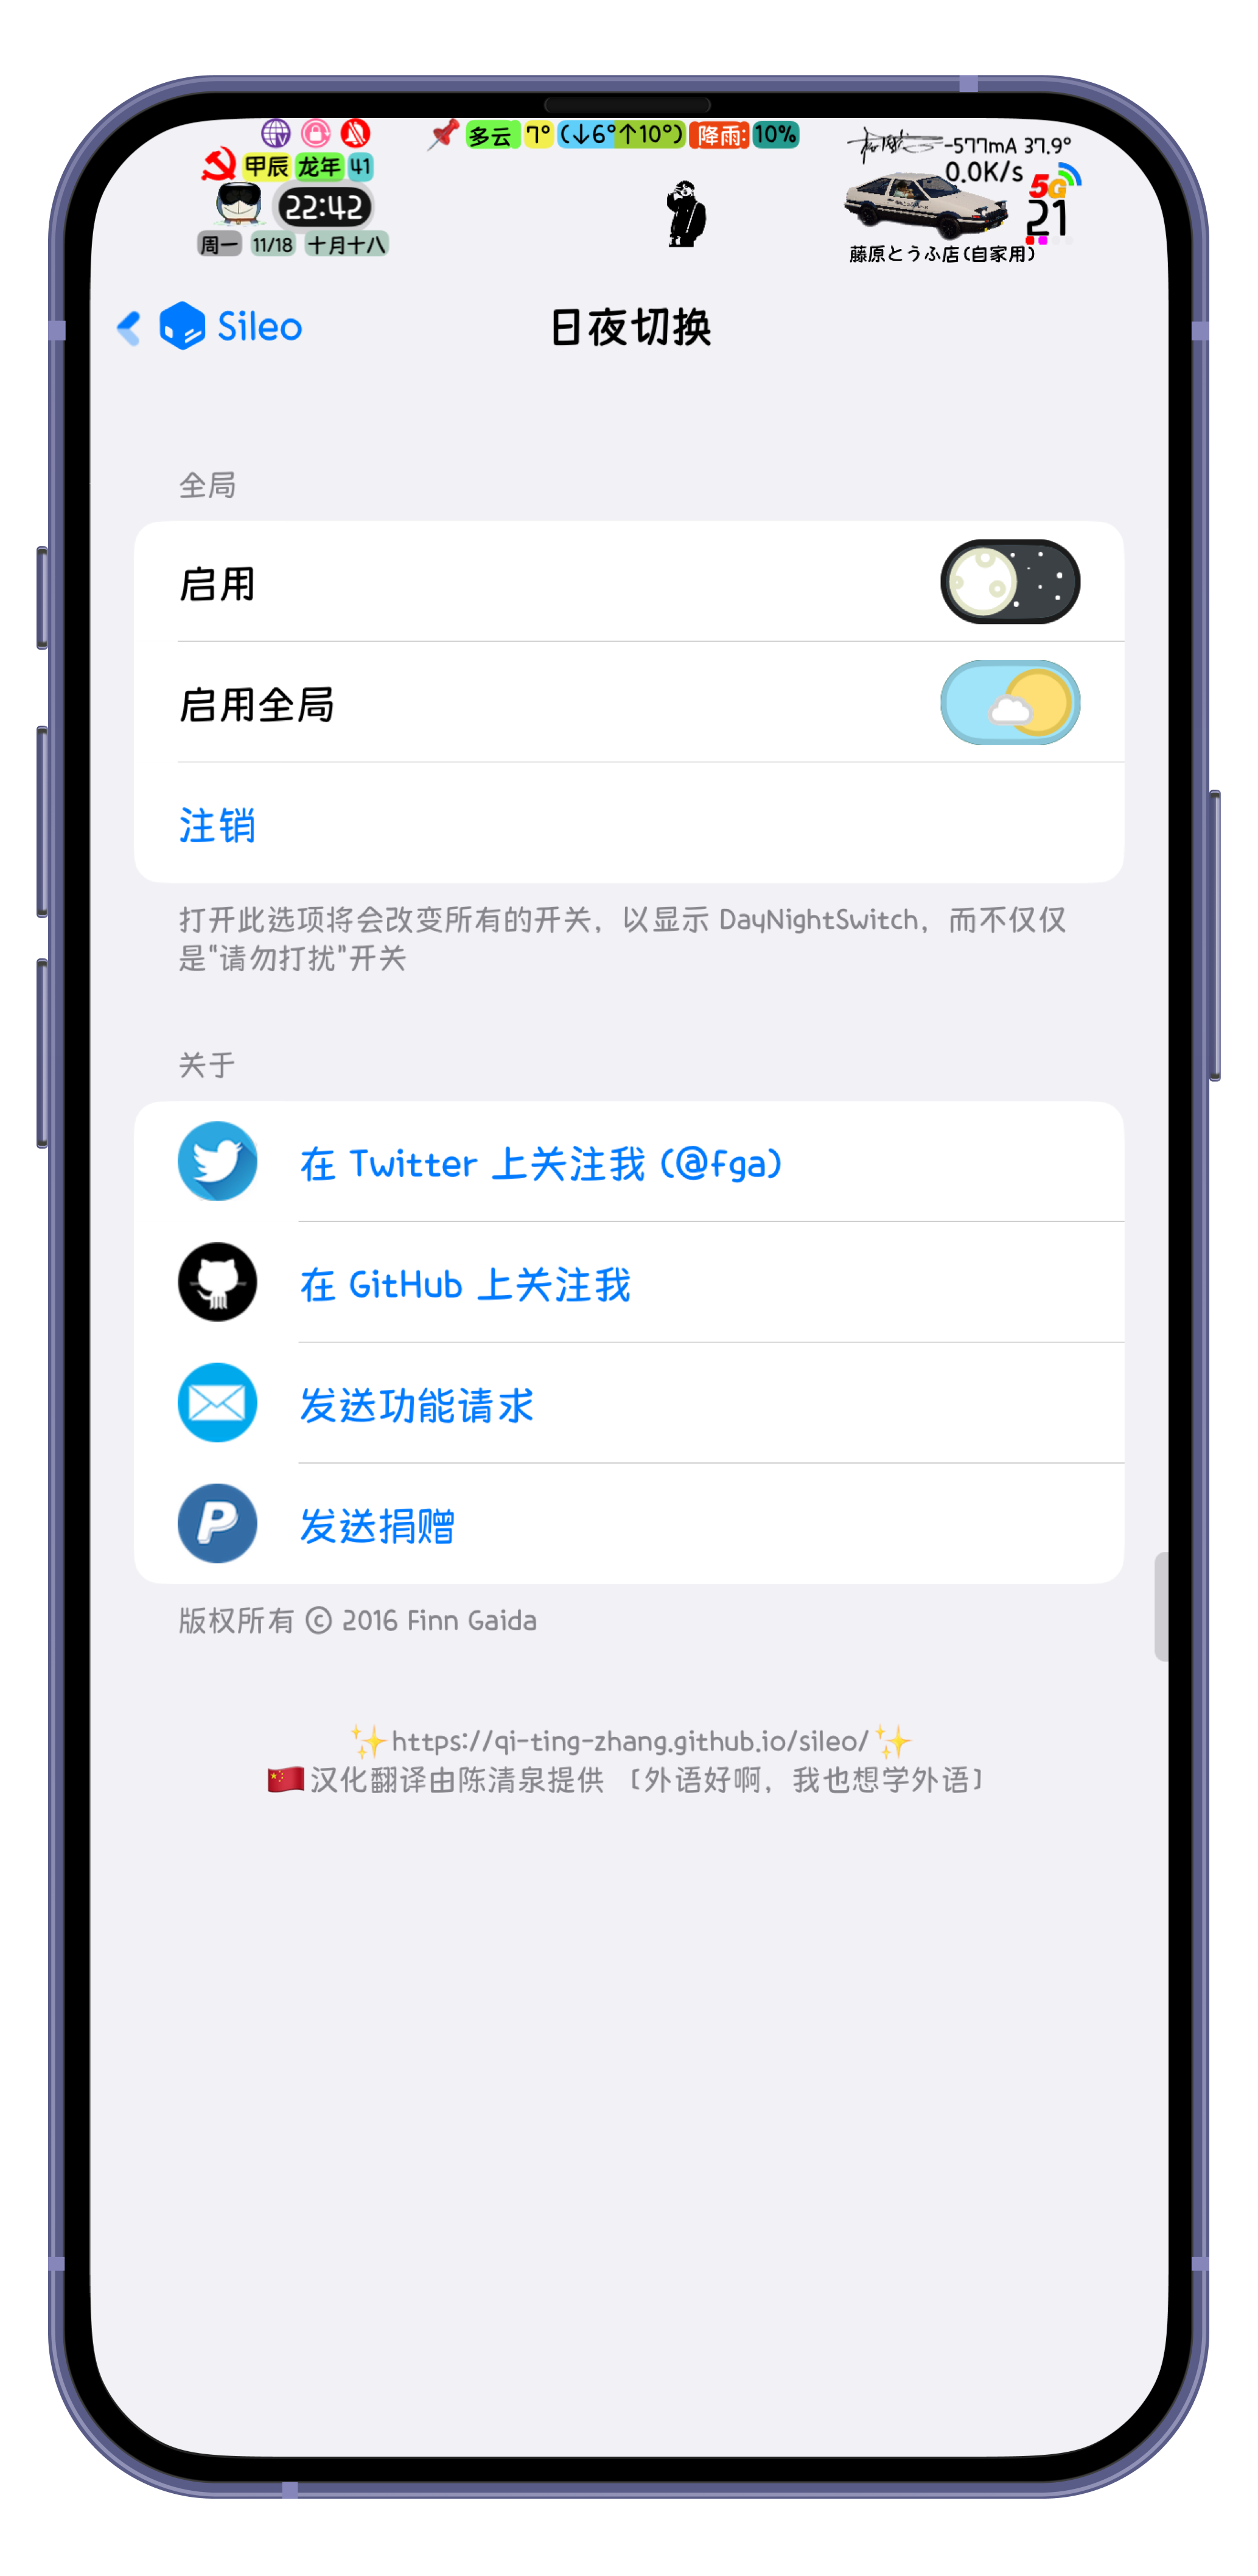 多云 7° (↓6°↑10°) 降雨: 10%
甲辰 龙年 41
22:42
周一 11/18 十月十八
-577mA 37.9°
0.0K/s 5G
21
藤原とうふ店(自家用)
Sileo
日夜切换
全局
启用
启用全局
注销
打开此选项将会改变所有的开关，以显示 DayNightSwitch，而不仅仅
是“请勿打扰”开关
关于
在 Twitter 上关注我 (@fga)
在 GitHub 上关注我
发送功能请求
发送捐赠
版权所有 © 2016 Finn Gaida
✨https://qi-ting-zhang.github.io/sileo/✨
🇨🇳汉化翻译由陈清泉提供 〔外语好啊，我也想学外语〕